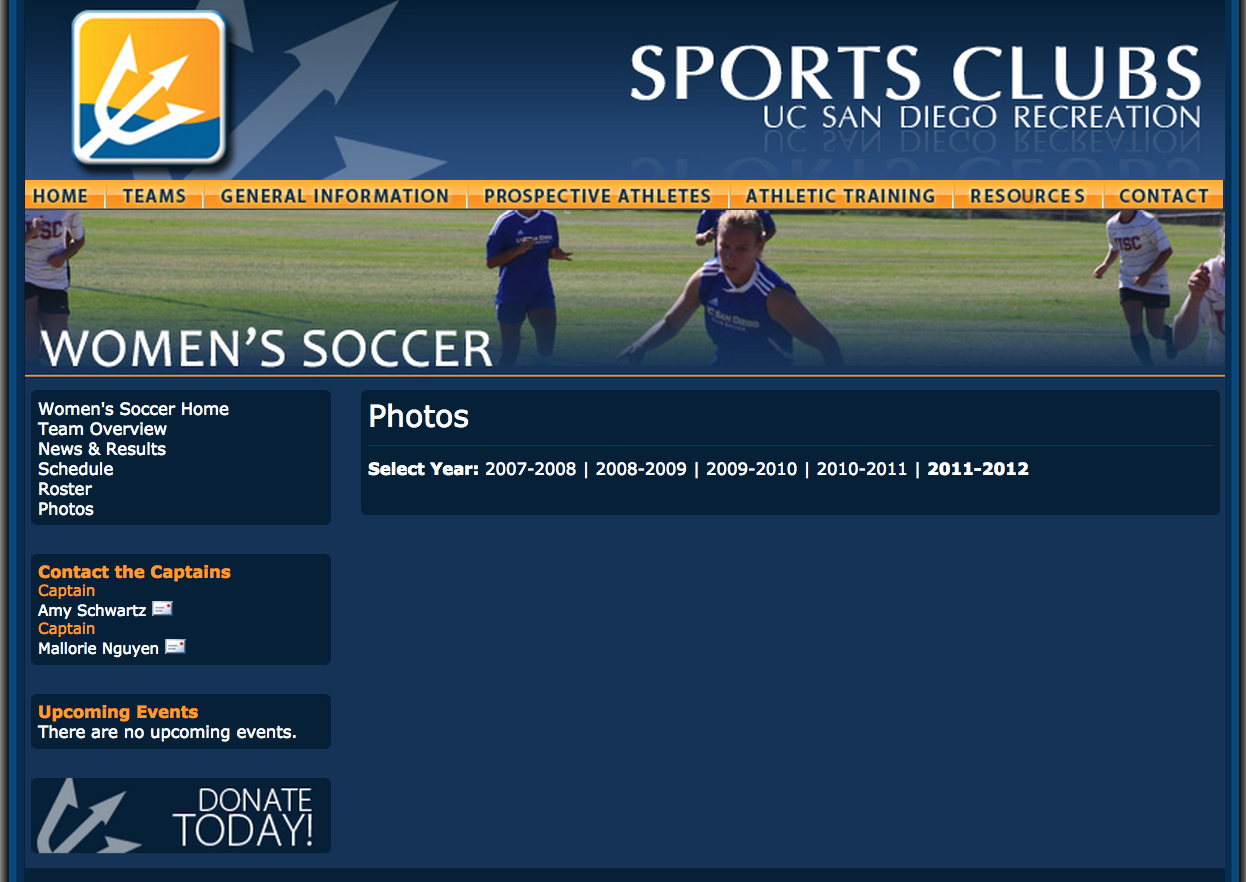 SPORTS CLUBS
UC SAN DIEGO RECREATION
HOME TEAMS GENERAL INFORMATION PROSPECTIVE ATHLETES ATHLETIC TRAINING RESOURCES CONTACT
USC
UC SAN DIEGO
WOMEN'S SOCCER
Women's Soccer Home
Team Overview
News & Results
Schedule
Roster
Photos
Photos
Select Year: 2007-2008 | 2008-2009 | 2009-2010 | 2010-2011 | 2011-2012
Contact the Captains
Captain
Amy Schwartz
Captain
Mallorie Nguyen
Upcoming Events
There are no upcoming events.
DONATE
TODAY!